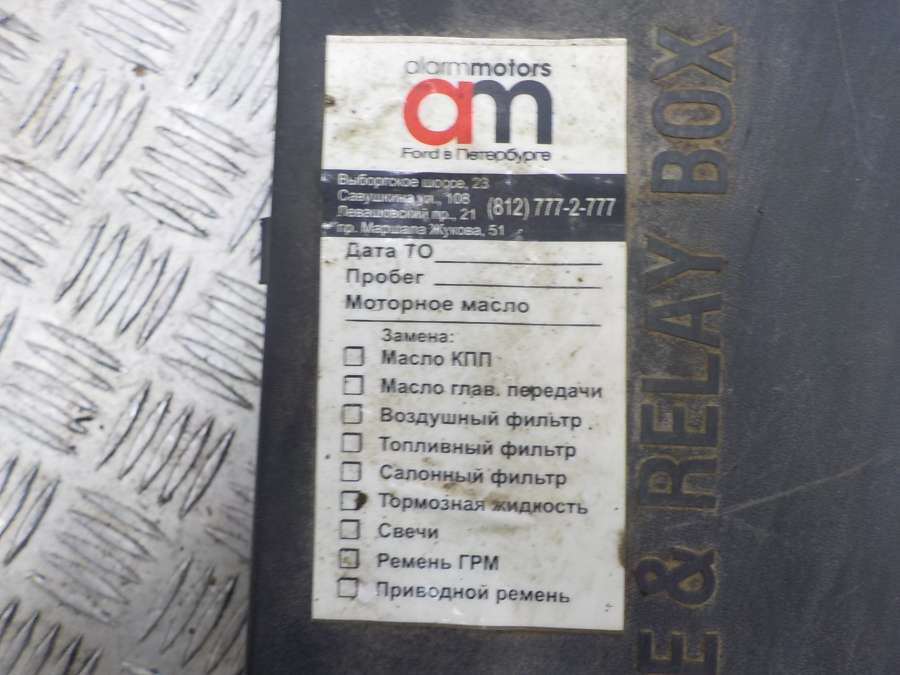 alarmmotors
am
Ford в Петербурге
Выборгское шоссе, 23
Савушкина ул., 108
Левашовский пр., 21
пр. Маршала Жукова, 51
(812) 777-2-777
Дата ТО
Пробег
Моторное масло
Замена:
Масло КПП
Масло глав. передачи
Воздушный фильтр
Топливный фильтр
Салонный фильтр
Тормозная жидкость
Свечи
Ремень ГРМ
Приводной ремень
E & RELAY BOX